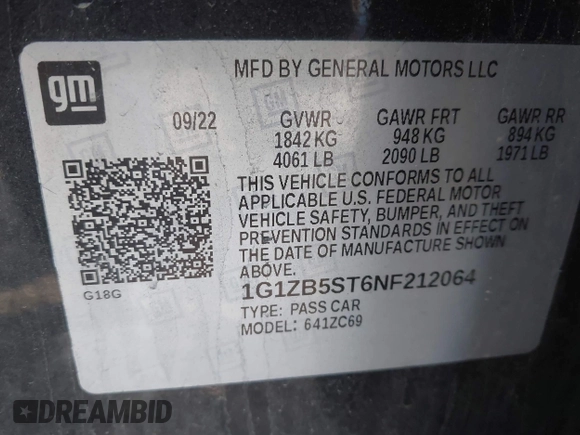 gm
MFD BY GENERAL MOTORS LLC
09/22 GVWR GAWR FRT GAWR RR
1842 KG 948 KG 894 KG
4061 LB 2090 LB 1971 LB
THIS VEHICLE CONFORMS TO ALL
APPLICABLE U.S. FEDERAL MOTOR
VEHICLE SAFETY, BUMPER, AND THEFT
PREVENTION STANDARDS IN EFFECT ON
THE DATE OF MANUFACTURE SHOWN
ABOVE.
G18G
1G1ZB5ST6NF212064
TYPE: PASS CAR
MODEL: 641ZC69
DREAMBID